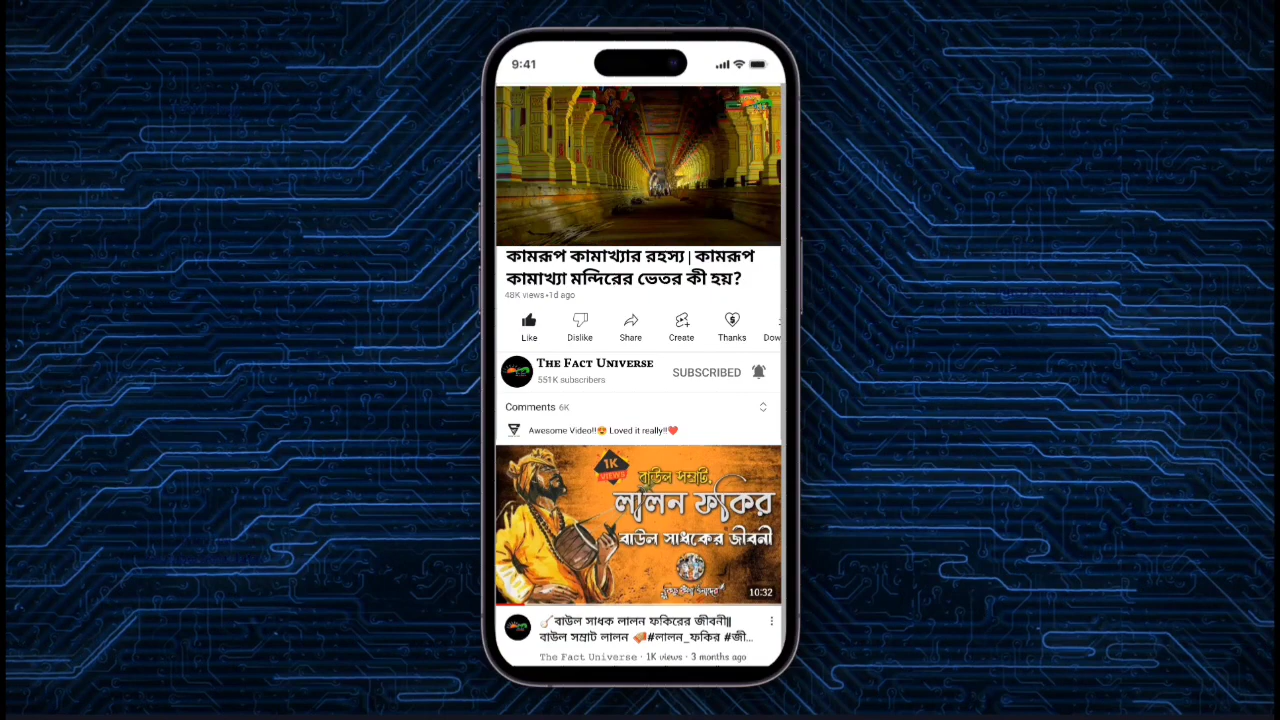 9:41
কামরূপ কামাখ্যার রহস্য | কামরূপ
কামাখ্যা মন্দিরের ভেতর কী হয়?
48K views•1d ago
Like Dislike Share Create Thanks Dow
THE FACT UNIVERSE
551K subscribers
SUBSCRIBED
Comments 6K
Awesome Video!!😍 Loved it really!!❤️
1K
VIEWS
বাউল সম্রাট
লালন ফকির
বাউল সাধকের জীবনী
10:32
🪕বাউল সাধক লালন ফকিরের জীবনী||
বাউল সম্রাট লালন 🪘#লালন_ফকির #জী...
The Fact Universe · 1K views · 3 months ago